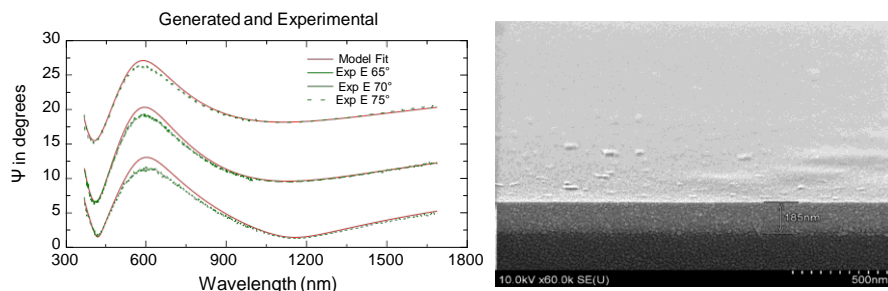 Generated and Experimental
30
25
20
15
10
5
0
Ψ in degrees
Model Fit
Exp E 65°
Exp E 70°
Exp E 75°
300 600 900 1200 1500 1800
Wavelength (nm)
185nm
10.0kV x60.0k SE(U) 500nm